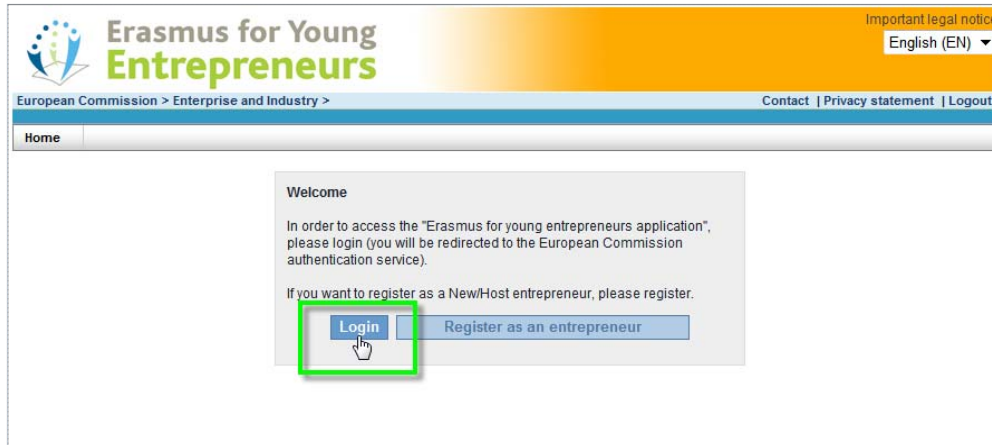 Important legal notice
Erasmus for Young
Entrepreneurs
English (EN)
European Commission > Enterprise and Industry >
Contact | Privacy statement | Logout
Home
Welcome
In order to access the "Erasmus for young entrepreneurs application",
please login (you will be redirected to the European Commission
authentication service).
If you want to register as a New/Host entrepreneur, please register.
Login
Register as an entrepreneur